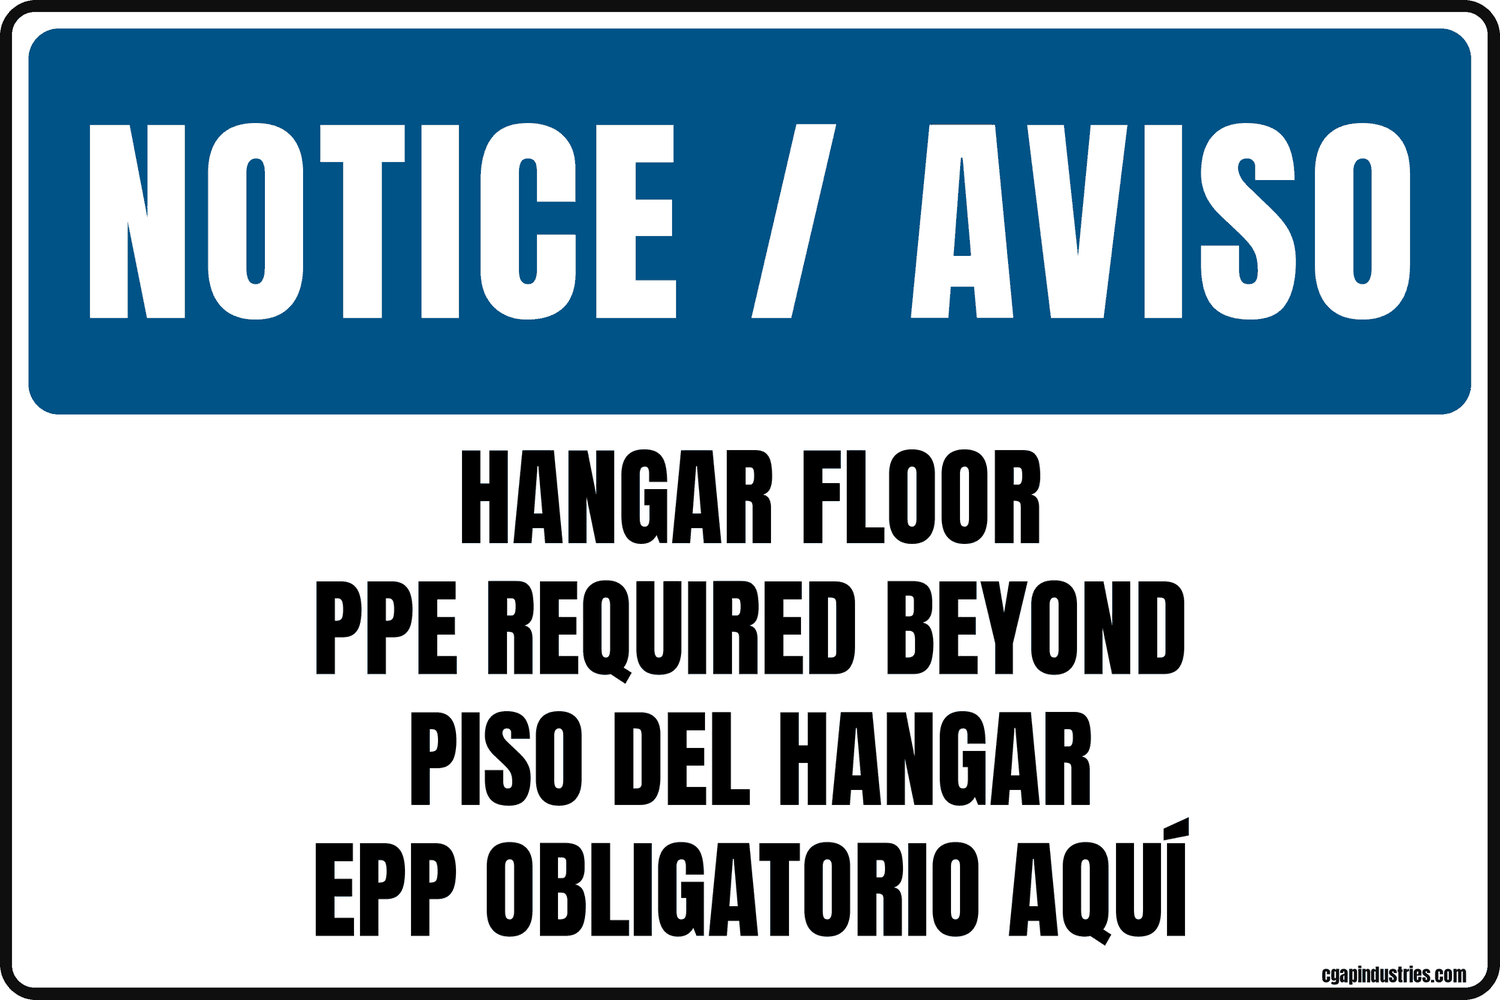 NOTICE / AVISO
HANGAR FLOOR
PPE REQUIRED BEYOND
PISO DEL HANGAR
EPP OBLIGATORIO AQUÍ
cgapindustries.com